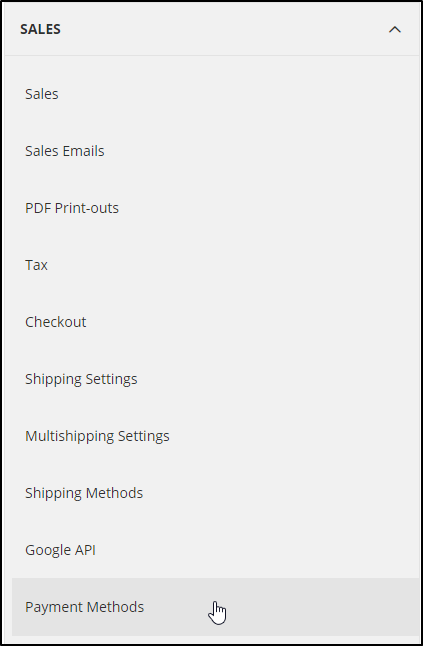 SALES
Sales
Sales Emails
PDF Print-outs
Tax
Checkout
Shipping Settings
Multishipping Settings
Shipping Methods
Google API
Payment Methods